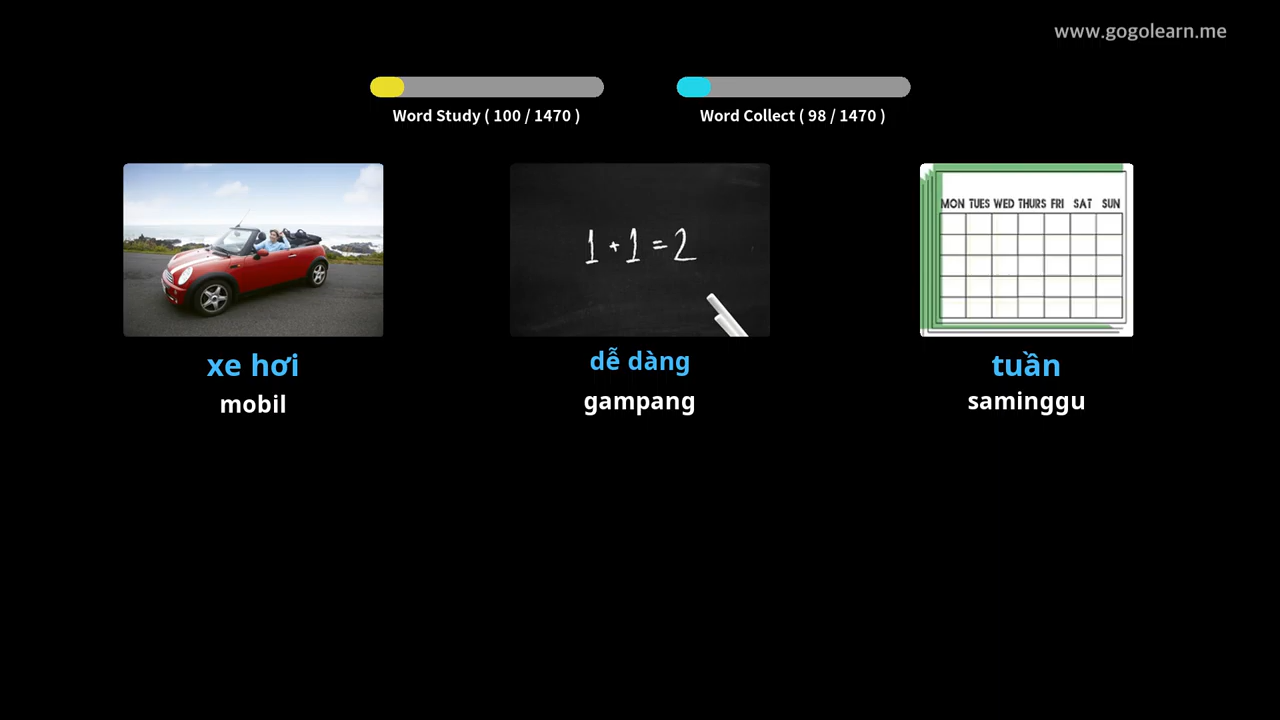 www.gogolearn.me
Word Study ( 100 / 1470 )
Word Collect ( 98 / 1470 )
1 + 1 = 2
MON TUES WED THURS FRI SAT SUN
xe hơi
dễ dàng
tuần
mobil
gampang
saminggu